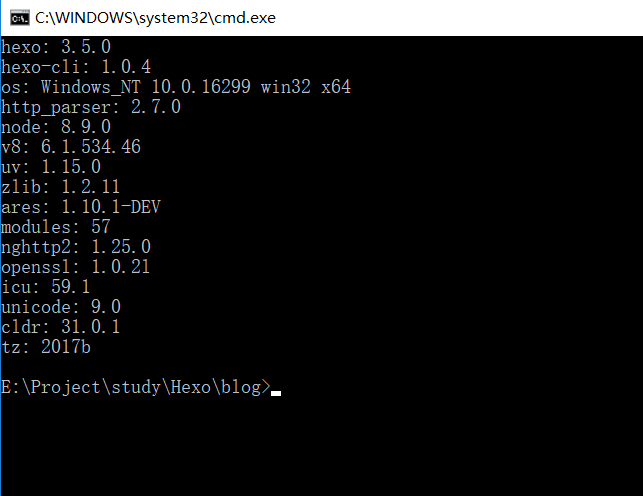 C:\WINDOWS\system32\cmd.exe
hexo: 3.5.0
hexo-cli: 1.0.4
os: Windows_NT 10.0.16299 win32 x64
http_parser: 2.7.0
node: 8.9.0
v8: 6.1.534.46
uv: 1.15.0
zlib: 1.2.11
ares: 1.10.1-DEV
modules: 57
nghttp2: 1.25.0
openssl: 1.0.2l
icu: 59.1
unicode: 9.0
cldr: 31.0.1
tz: 2017b
E:\Project\study\Hexo\blog>